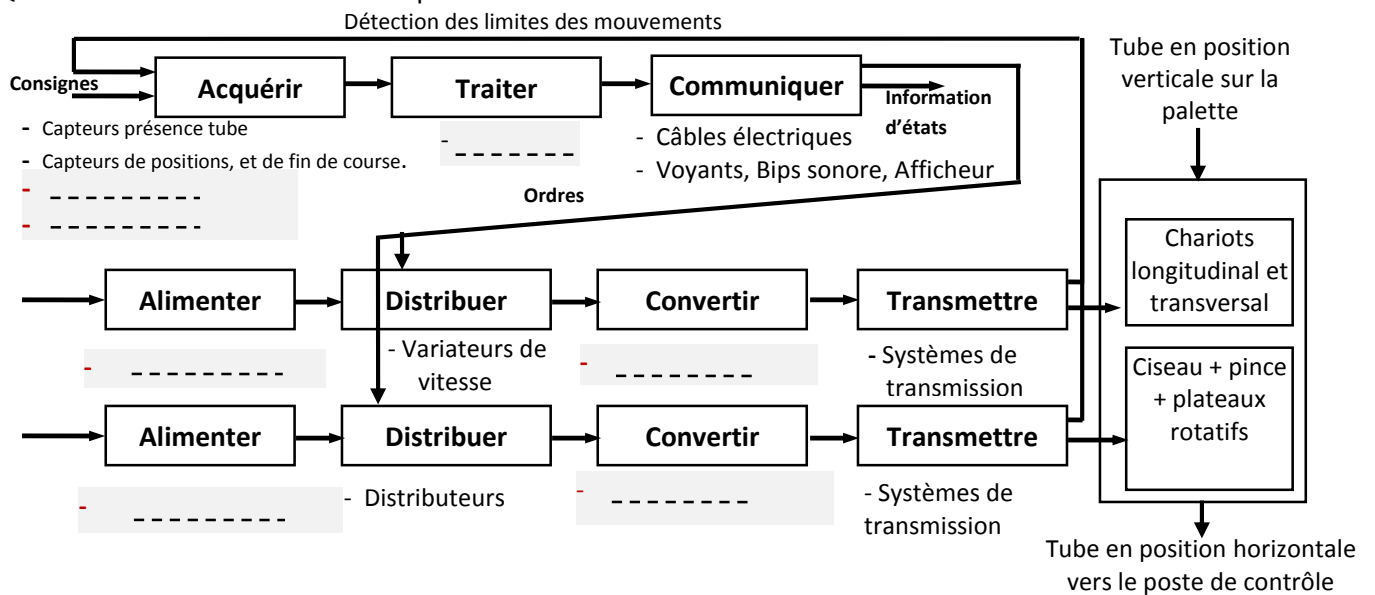 Détection des limites des mouvements
Consignes
Acquérir
Traiter
Communiquer
Information
d'états
- Capteurs présence tube
- Capteurs de positions, et de fin de course.
- _ _ _ _ _ _ _ _ _
- _ _ _ _ _ _ _ _ _
- _ _ _ _ _ _ _
- Câbles électriques
- Voyants, Bips sonore, Afficheur
Ordres
Tube en position
verticale sur la
palette
Alimenter
Distribuer
Convertir
Transmettre
- _ _ _ _ _ _ _ _ _
- Variateurs de
vitesse
- _ _ _ _ _ _ _
- Systèmes de
transmission
Chariots
longitudinal et
transversal
Ciseau + pince
+ plateaux
rotatifs
Alimenter
Distribuer
Convertir
Transmettre
- _ _ _ _ _ _ _ _ _
- Distributeurs
- _ _ _ _ _ _ _ _
- Systèmes de
transmission
Tube en position horizontale
vers le poste de contrôle